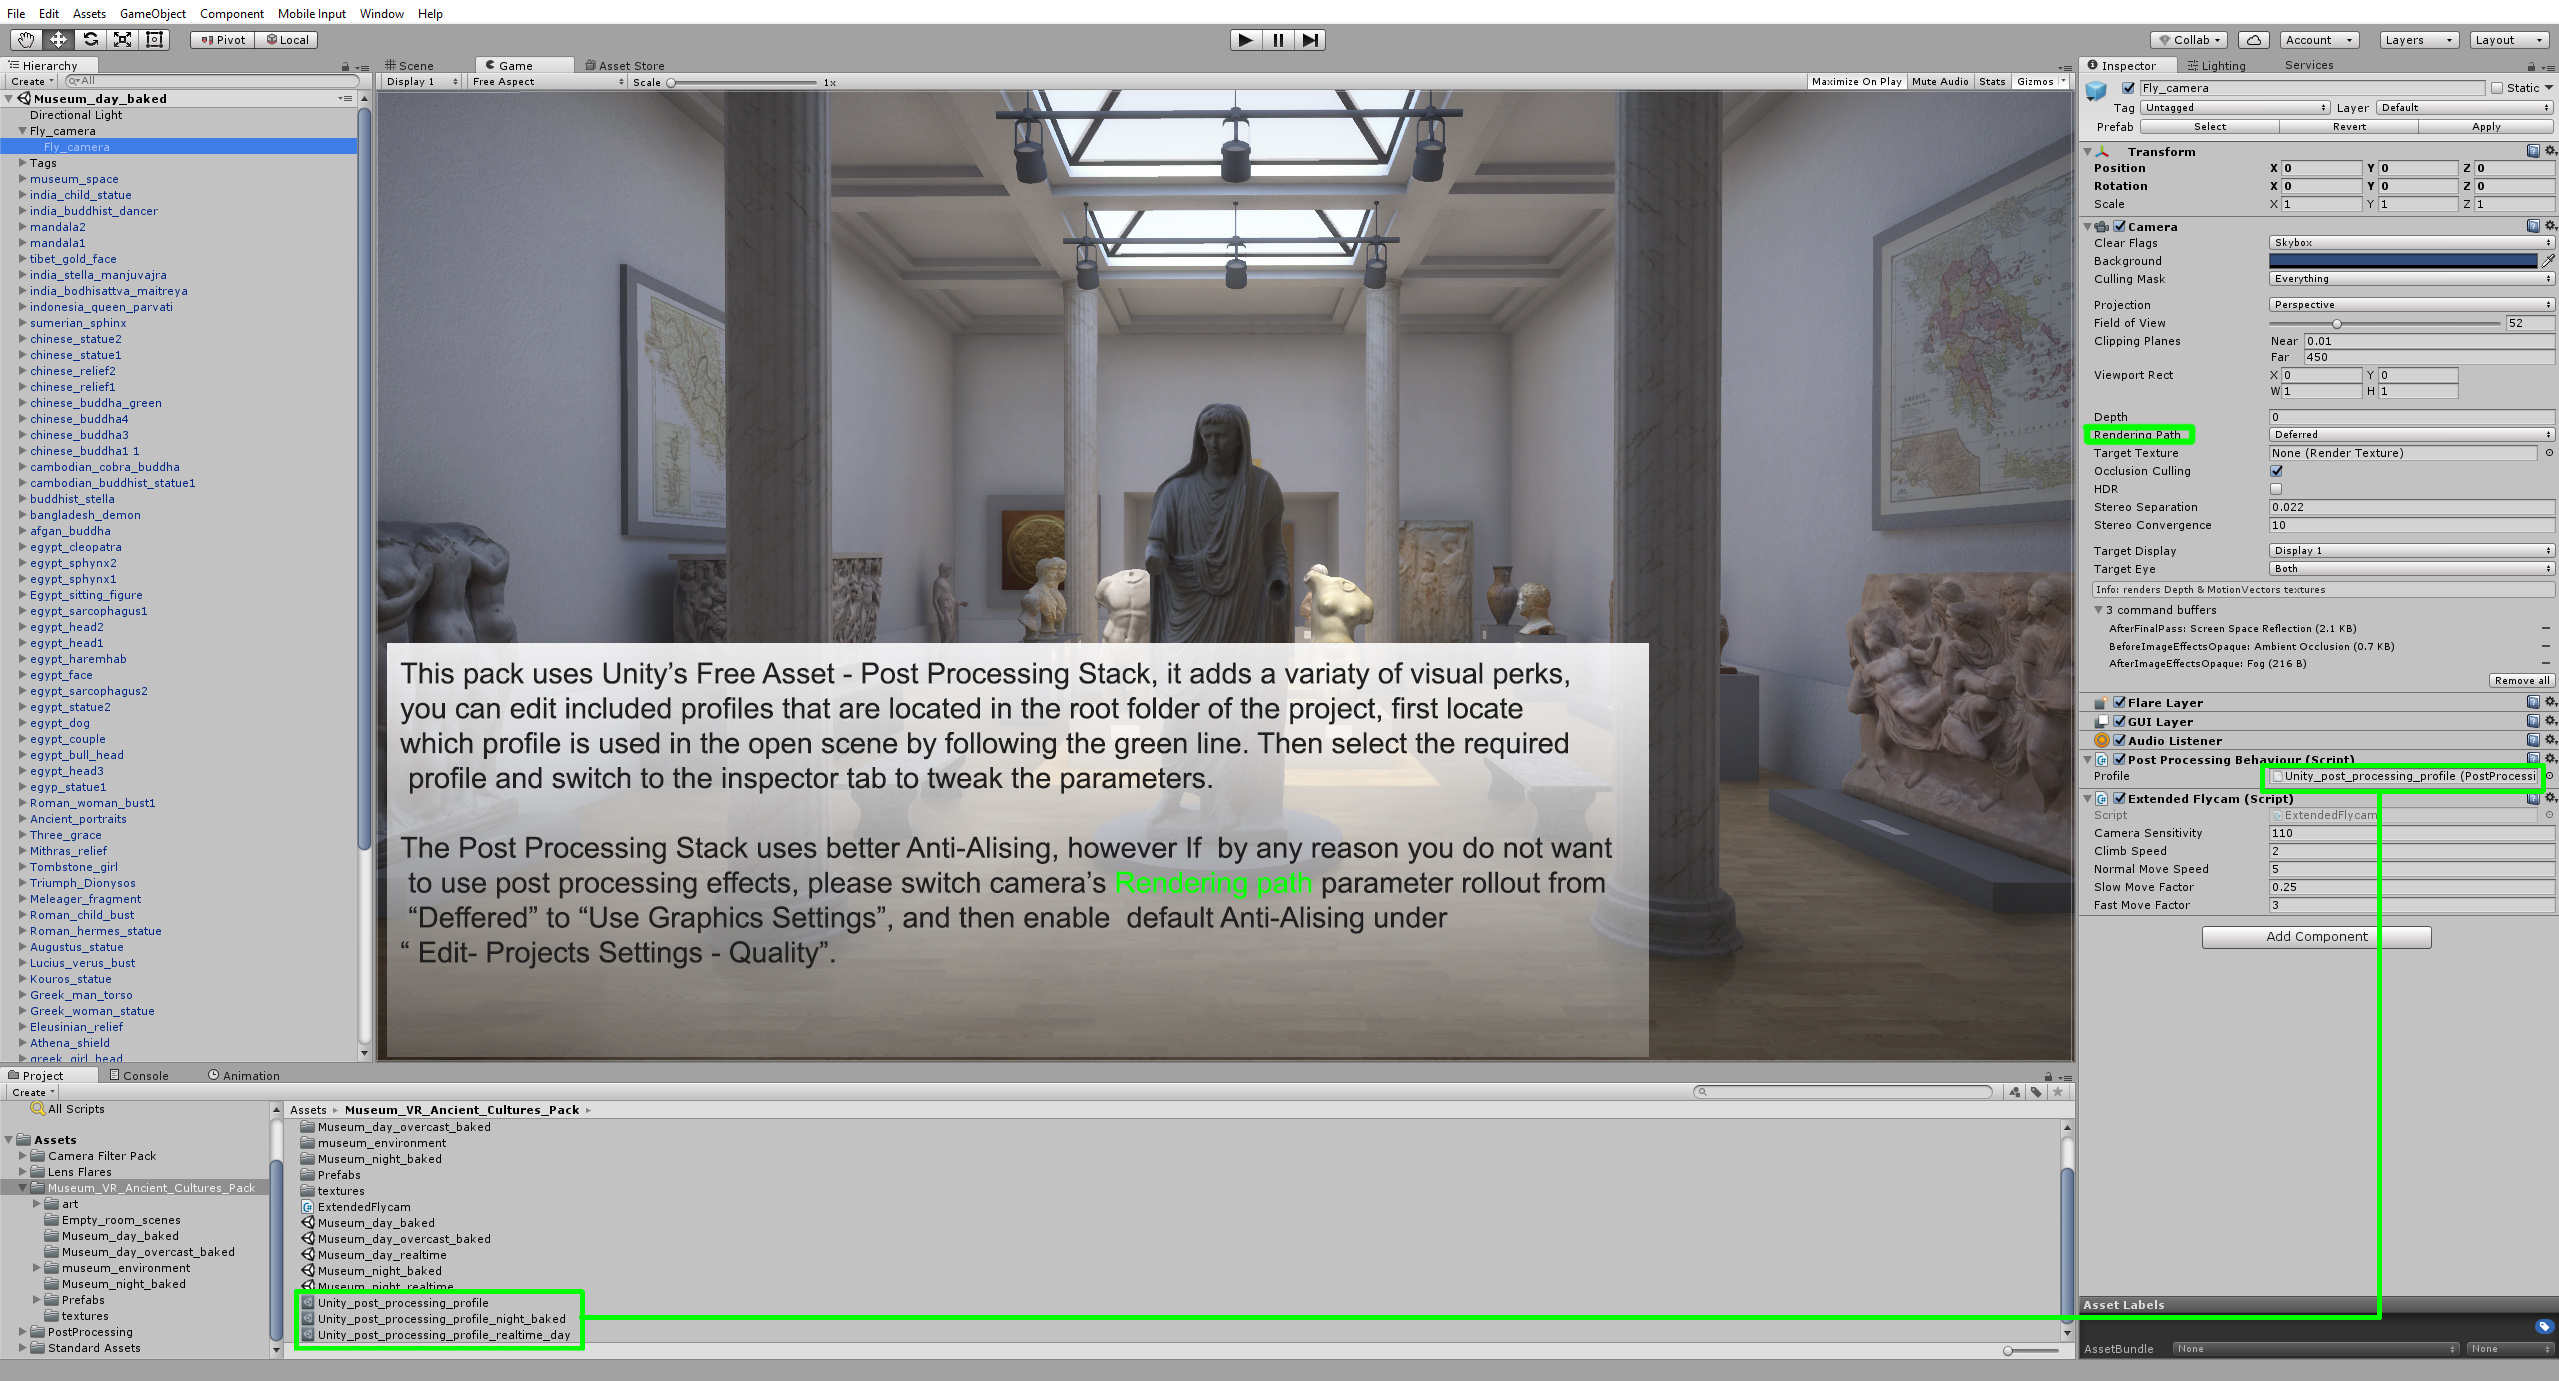 File Edit Assets GameObject Component Mobile Input Window Help
Pivot Local
Collab Account Layers Layout
Hierarchy
Create All
Museum_day_baked
Directional Light
Fly_camera
Fly_camera
Tags
museum_space
india_child_statue
india_buddhist_dancer
mandala2
mandala1
tibet_gold_face
india_stella_manjuvajra
india_bodhisattva_maitreya
indonesia_queen_parvati
sumerian_sphinx
chinese_statue2
chinese_statue1
chinese_relief2
chinese_relief1
chinese_buddha_green
chinese_buddha4
chinese_buddha3
chinese_buddha1 1
cambodian_cobra_buddha
cambodian_buddhist_statue1
buddhist_stella
bangladesh_demon
afgan_buddha
egypt_cleopatra
egypt_sphynx2
egypt_sphynx1
Egypt_sitting_figure
egypt_sarcophagus1
egypt_head2
egypt_head1
egypt_haremhab
egypt_face
egypt_sarcophagus2
egypt_statue2
egypt_dog
egypt_couple
egypt_bull_head
egypt_head3
egyp_statue1
Roman_woman_bust1
Ancient_portraits
Three_grace
Mithras_relief
Tombstone_girl
Triumph_Dionysos
Meleager_fragment
Roman_child_bust
Roman_hermes_statue
Augustus_statue
Lucius_verus_bust
Kouros_statue
Greek_man_torso
Greek_woman_statue
Eleusinian_relief
Athena_shield
greek_girl_head
Scene Game Asset Store
Display 1 Free Aspect Scale 1x Maximize On Play Mute Audio Stats Gizmos
This pack uses Unity's Free Asset - Post Processing Stack, it adds a variaty of visual perks,
you can edit included profiles that are located in the root folder of the project, first locate
which profile is used in the open scene by following the green line. Then select the required
profile and switch to the inspector tab to tweak the parameters.
The Post Processing Stack uses better Anti-Alising, however If by any reason you do not want
to use post processing effects, please switch camera's Rendering path parameter rollout from
“Deffered” to “Use Graphics Settings”, and then enable default Anti-Alising under
“ Edit- Projects Settings - Quality”.
Inspector Lighting Services
Fly_camera Static
Tag Untagged Layer Default
Prefab Select Revert Apply
Transform
Position X 0 Y 0 Z 0
Rotation X 0 Y 0 Z 0
Scale X 1 Y 1 Z 1
Camera
Clear Flags Skybox
Background
Culling Mask Everything
Projection Perspective
Field of View 52
Clipping Planes Near 0.01
Far 450
Viewport Rect X 0 Y 0
W 1 H 1
Depth 0
Rendering Path Deferred
Target Texture None (Render Texture)
Occlusion Culling
HDR
Stereo Separation 0.022
Stereo Convergence 10
Target Display Display 1
Target Eye Both
Info: renders Depth & MotionVectors textures
3 command buffers
AfterFinalPass: Screen Space Reflection (2.1 KB)
BeforeImageEffectsOpaque: Ambient Occlusion (0.7 KB)
AfterImageEffectsOpaque: Fog (216 B)
Remove all
Flare Layer
GUI Layer
Audio Listener
Post Processing Behaviour (Script)
Profile Unity_post_processing_profile (PostProcessi
Extended Flycam (Script)
Script ExtendedFlycam
Camera Sensitivity 110
Climb Speed 2
Normal Move Speed 5
Slow Move Factor 0.25
Fast Move Factor 3
Add Component
Asset Labels
AssetBundle None None
Project Console Animation
Create
All Scripts
Assets
Camera Filter Pack
Lens Flares
Museum_VR_Ancient_Cultures_Pack
art
Empty_room_scenes
Museum_day_baked
Museum_day_overcast_baked
museum_environment
Museum_night_baked
Prefabs
textures
PostProcessing
Standard Assets
Assets Museum_VR_Ancient_Cultures_Pack
Museum_day_overcast_baked
museum_environment
Museum_night_baked
Prefabs
textures
ExtendedFlycam
Museum_day_baked
Museum_day_overcast_baked
Museum_day_realtime
Museum_night_baked
Museum_night_realtime
Unity_post_processing_profile
Unity_post_processing_profile_night_baked
Unity_post_processing_profile_realtime_day